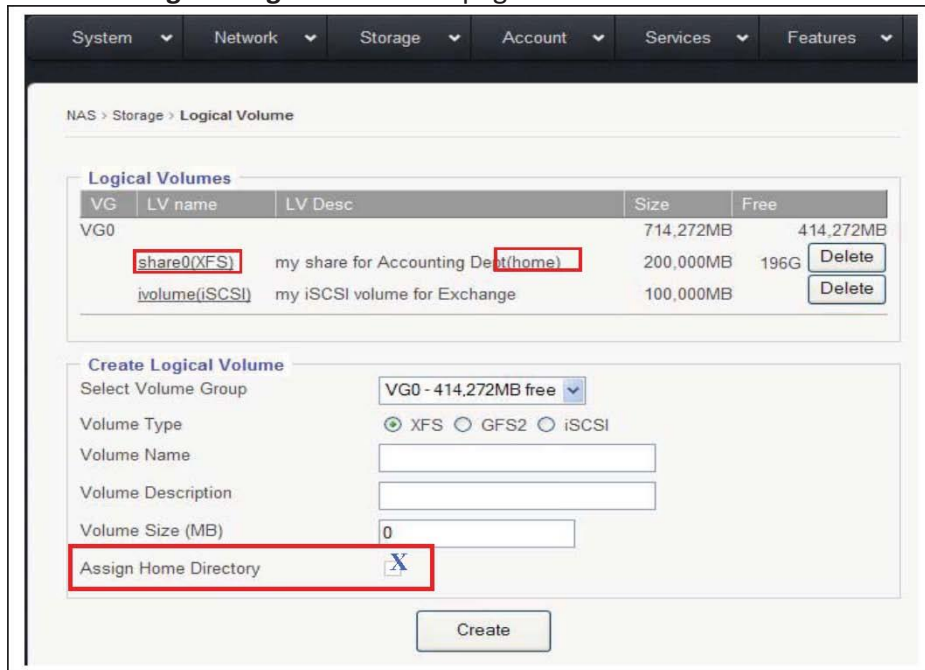 System Network Storage Account Services Features
NAS > Storage > Logical Volume
Logical Volumes
VG LV name LV Desc Size Free
VG0 714,272MB 414,272MB
share0(XFS) my share for Accounting Dept(home) 200,000MB 196G Delete
ivolume(iSCSI) my iSCSI volume for Exchange 100,000MB Delete
Create Logical Volume
Select Volume Group VG0 - 414,272MB free
Volume Type XFS GFS2 iSCSI
Volume Name
Volume Description
Volume Size (MB) 0
Assign Home Directory X
Create